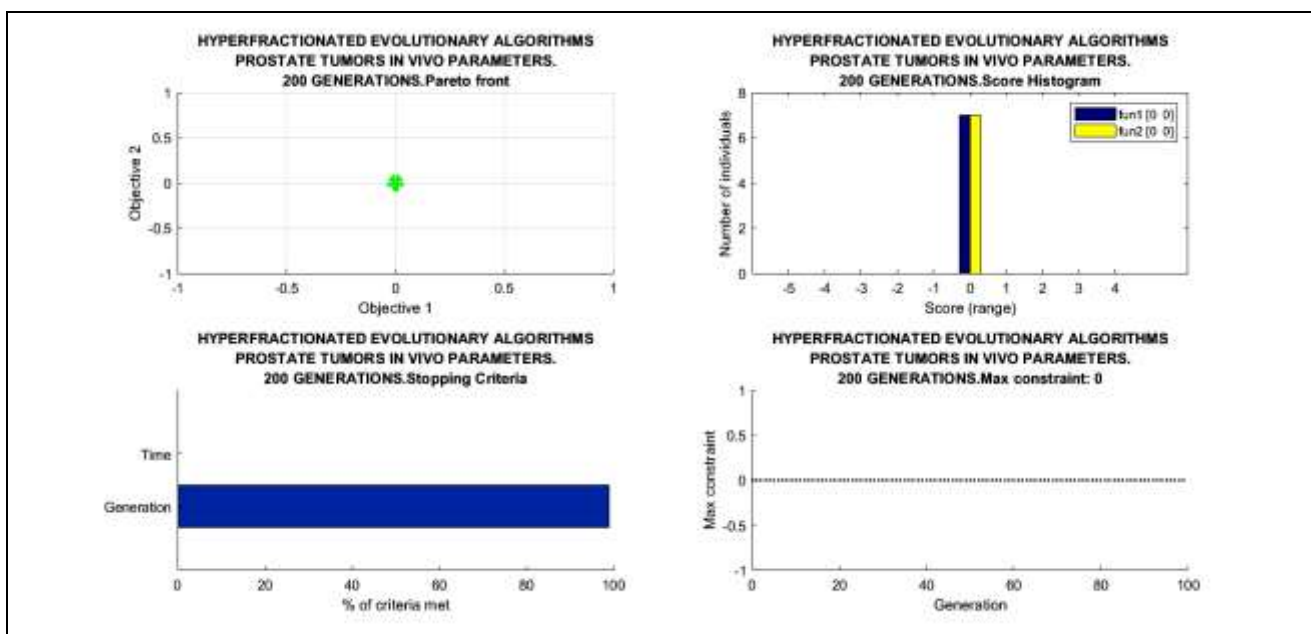 HYPERFRACTIONATED EVOLUTIONARY ALGORITHMS
PROSTATE TUMORS IN VIVO PARAMETERS.
200 GENERATIONS.Pareto front
1
0.5
0
-0.5
-1
Objective 2
-1 -0.5 0 0.5 1
Objective 1
HYPERFRACTIONATED EVOLUTIONARY ALGORITHMS
PROSTATE TUMORS IN VIVO PARAMETERS.
200 GENERATIONS.Score Histogram
8
6
4
2
0
Number of individuals
fun1 [0 0]
fun2 [0 0]
-5 -4 -3 -2 -1 0 1 2 3 4
Score (range)
HYPERFRACTIONATED EVOLUTIONARY ALGORITHMS
PROSTATE TUMORS IN VIVO PARAMETERS.
200 GENERATIONS.Stopping Criteria
Time
Generation
0 20 40 60 80 100
% of criteria met
HYPERFRACTIONATED EVOLUTIONARY ALGORITHMS
PROSTATE TUMORS IN VIVO PARAMETERS.
200 GENERATIONS.Max constraint: 0
1
0.5
0
-0.5
-1
Max constraint
0 20 40 60 80 100
Generation